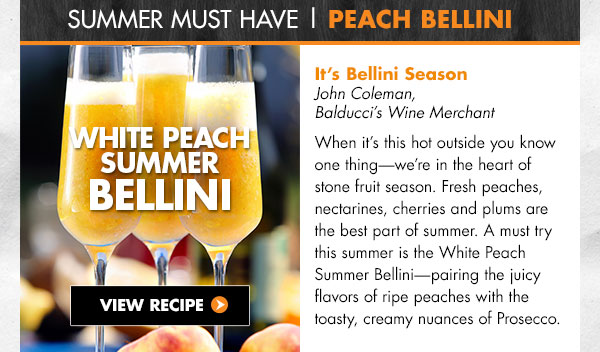 SUMMER MUST HAVE | PEACH BELLINI
WHITE PEACH
SUMMER
BELLINI
VIEW RECIPE
It's Bellini Season
John Coleman,
Balducci's Wine Merchant
When it's this hot outside you know
one thing—we're in the heart of
stone fruit season. Fresh peaches,
nectarines, cherries and plums are
the best part of summer. A must try
this summer is the White Peach
Summer Bellini—pairing the juicy
flavors of ripe peaches with the
toasty, creamy nuances of Prosecco.